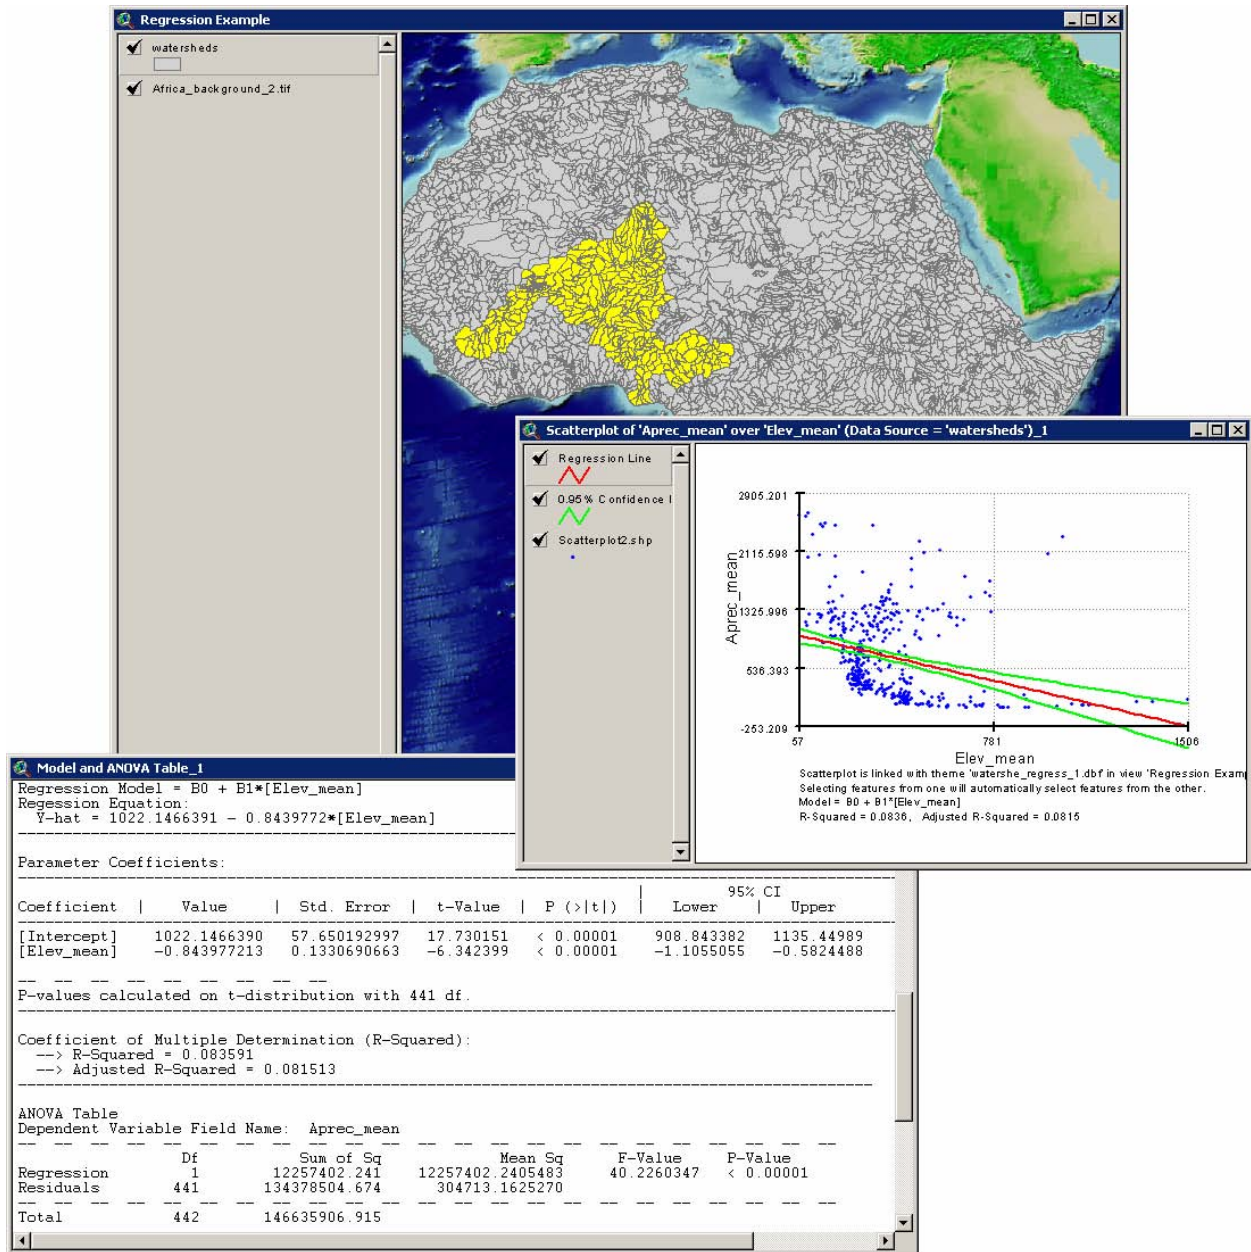 Regression Example
watersheds
Africa_background_2.tif
Scatterplot of 'Aprec_mean' over 'Elev_mean' (Data Source = 'watersheds')_1
Regression Line
0.95% Confidence I
Scatterplot2.shp
2905.201
2115.598
1325.996
536.393
-253.209
Aprec_mean
57 781 1506
Elev_mean
Scatterplot is linked with theme 'watershe_regress_1.dbf' in view 'Regression Examp
Selecting features from one will automatically select features from the other.
Model = B0 + B1*[Elev_mean]
R-Squared = 0.0836, Adjusted R-Squared = 0.0815
Model and ANOVA Table_1
Regression Model = B0 + B1*[Elev_mean]
Regession Equation:
Y-hat = 1022.1466391 - 0.8439772*[Elev_mean]
Parameter Coefficients:
| 95% CI
Coefficient | Value | Std. Error | t-Value | P (>|t|) | Lower | Upper
[Intercept] 1022.1466390 57.650192997 17.730151 < 0.00001 908.843382 1135.44989
[Elev_mean] -0.843977213 0.1330690663 -6.342399 < 0.00001 -1.1055055 -0.5824488
P-values calculated on t-distribution with 441 df.
Coefficient of Multiple Determination (R-Squared):
--> R-Squared = 0.083591
--> Adjusted R-Squared = 0.081513
ANOVA Table
Dependent Variable Field Name: Aprec_mean
Df Sum of Sq Mean Sq F-Value P-Value
Regression 1 12257402.241 12257402.2405483 40.2260347 < 0.00001
Residuals 441 134378504.674 304713.1625270
Total 442 146635906.915